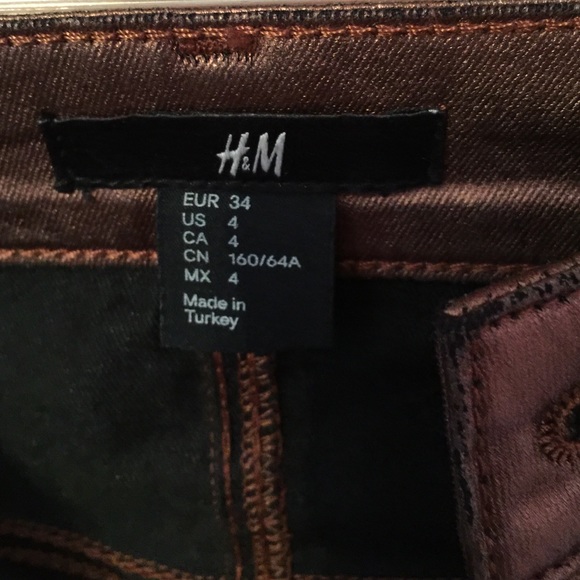 H&M
EUR 34
US 4
CA 4
CN 160/64A
MX 4
Made in
Turkey